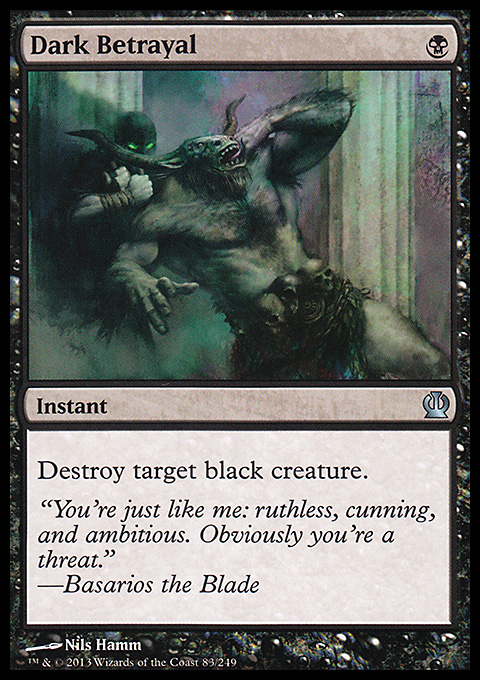 Dark Betrayal
Instant
Destroy target black creature.
“You’re just like me: ruthless, cunning,
and ambitious. Obviously you’re a
threat.”
—Basarios the Blade
Nils Hamm
™ & © 2013 Wizards of the Coast 83/249